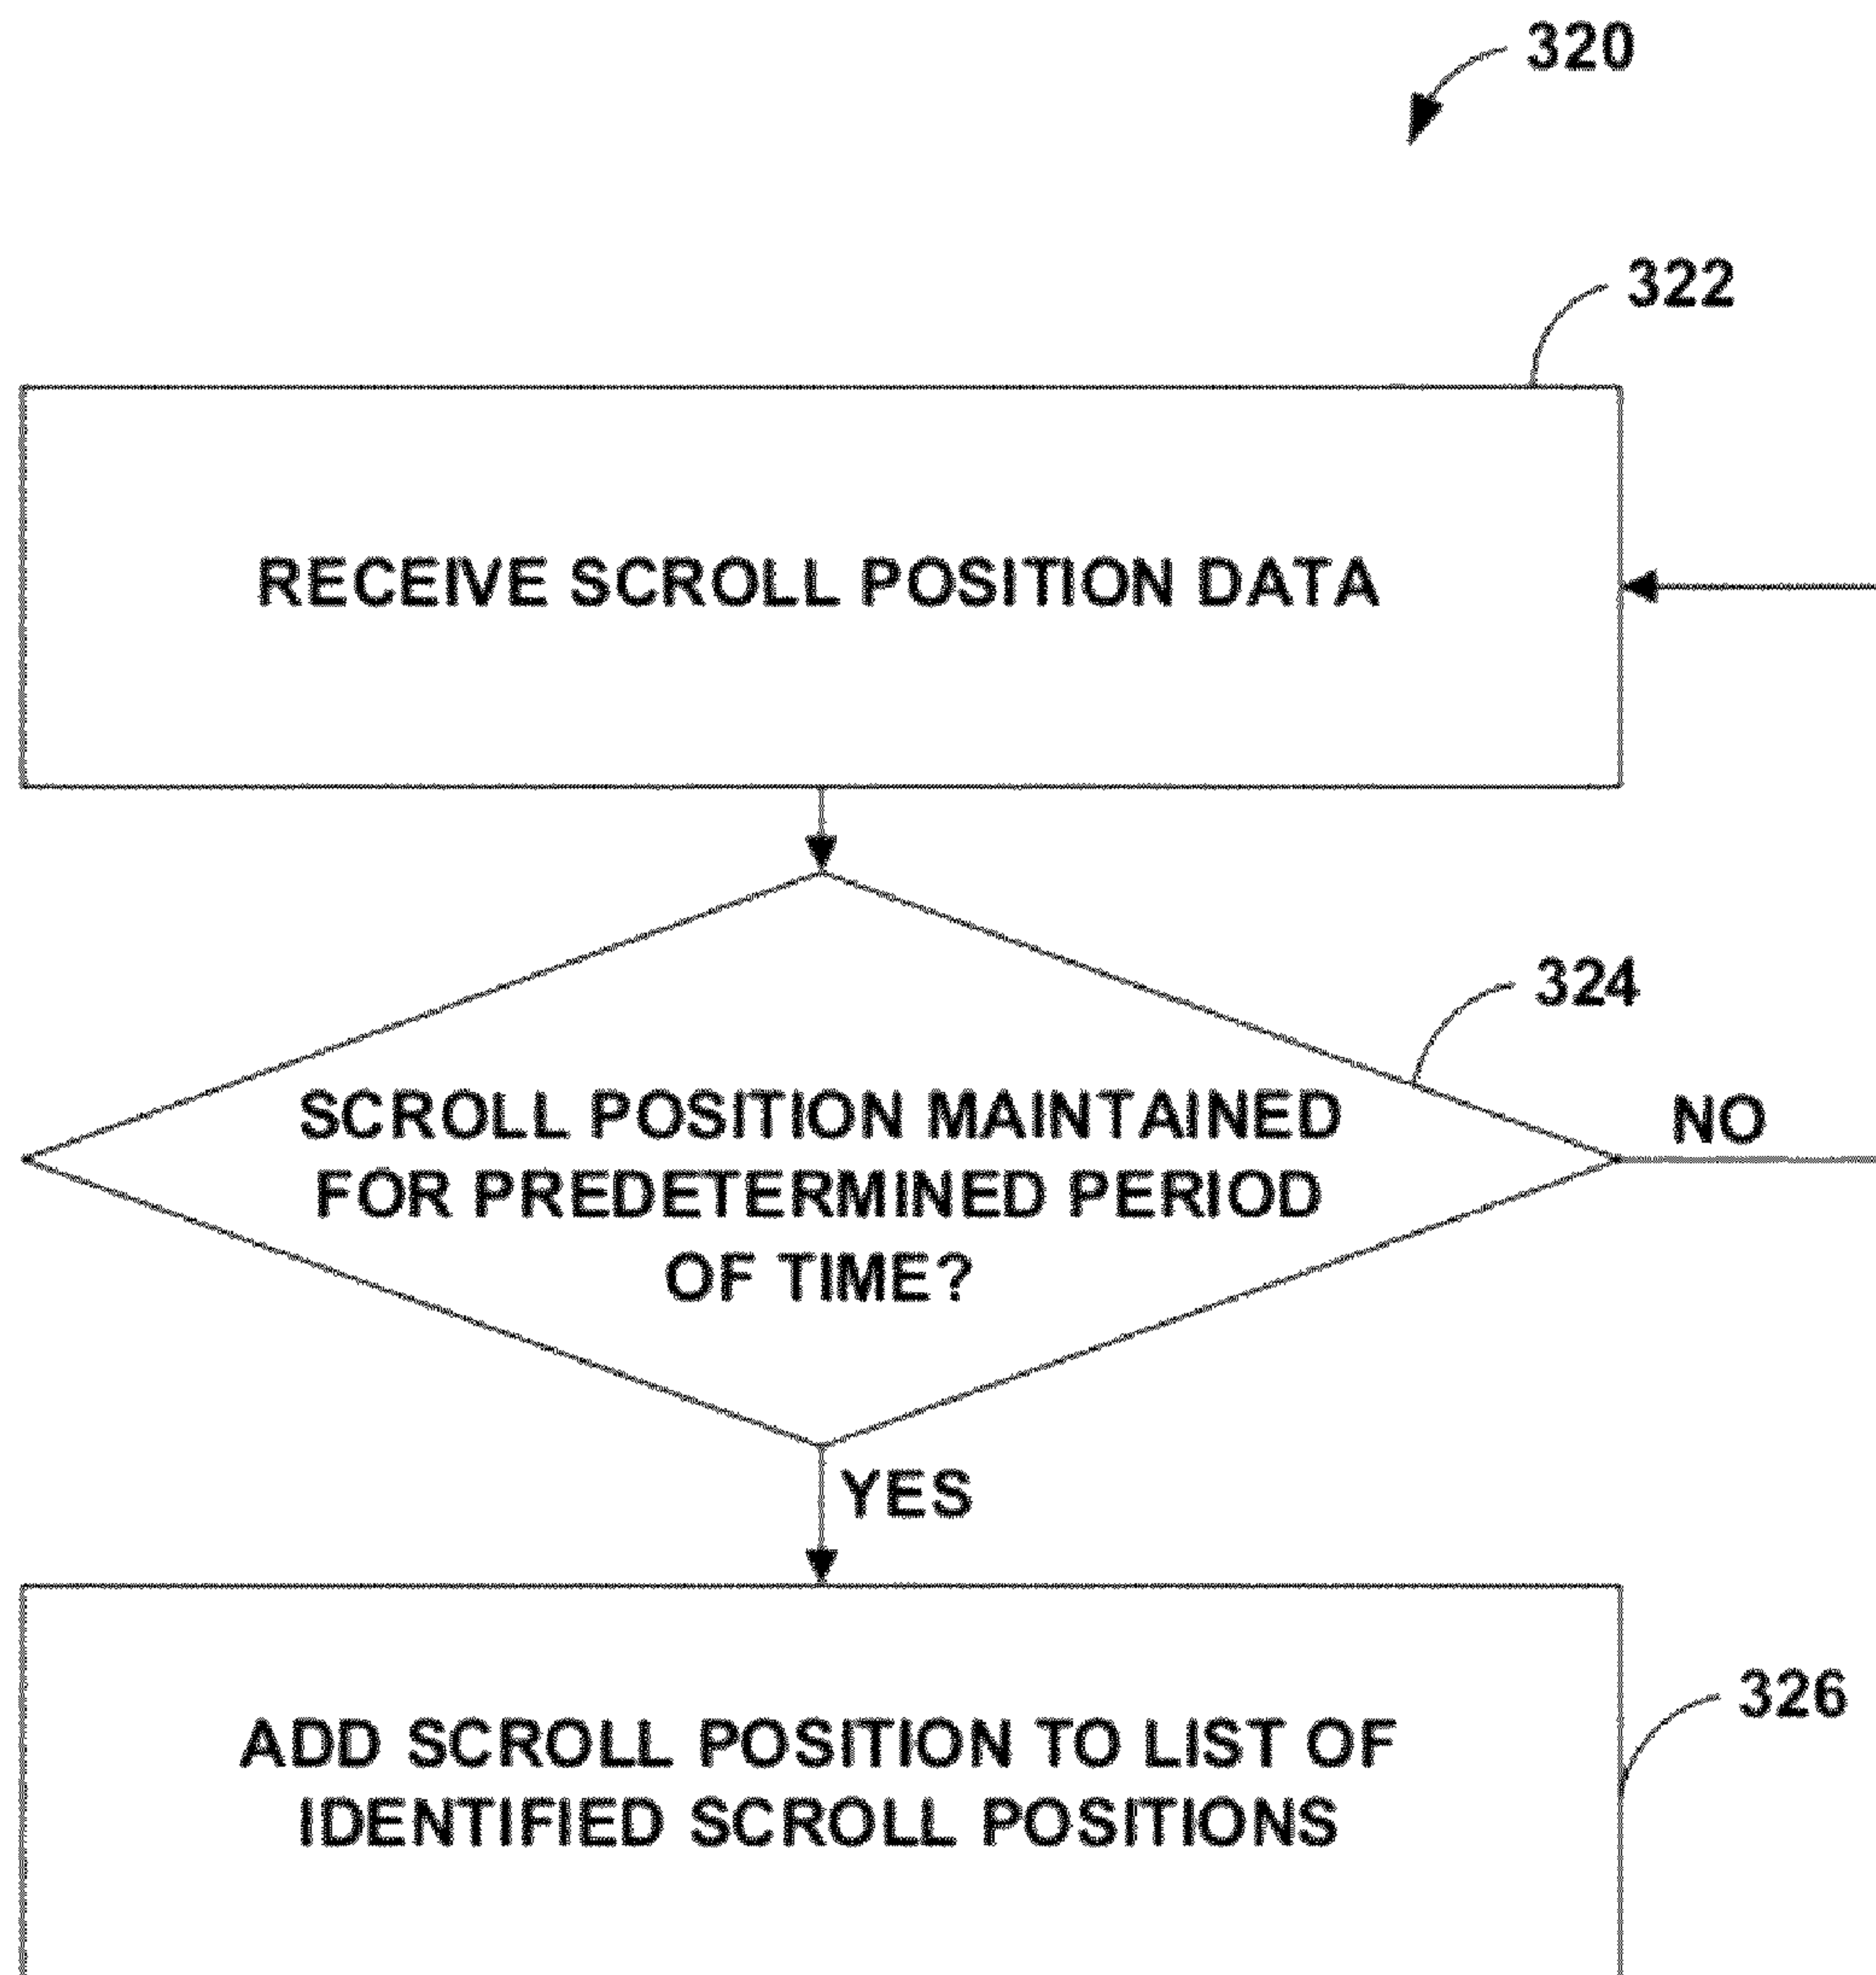 320
322
RECEIVE SCROLL POSITION DATA
324
SCROLL POSITION MAINTAINED
FOR PREDETERMINED PERIOD
OF TIME?
NO
YES
326
ADD SCROLL POSITION TO LIST OF
IDENTIFIED SCROLL POSITIONS